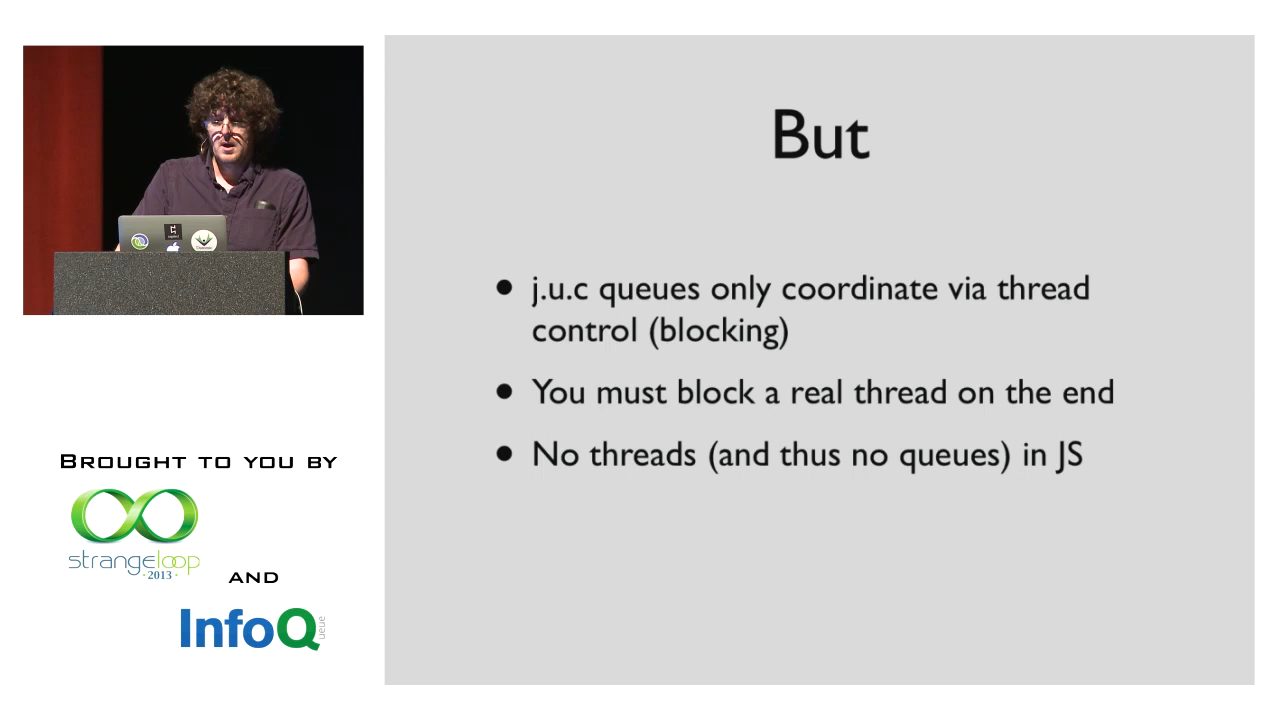 But
• j.u.c queues only coordinate via thread
control (blocking)
• You must block a real thread on the end
• No threads (and thus no queues) in JS
BROUGHT TO YOU BY
strangeloop
·2013·
AND
InfoQ
ueue